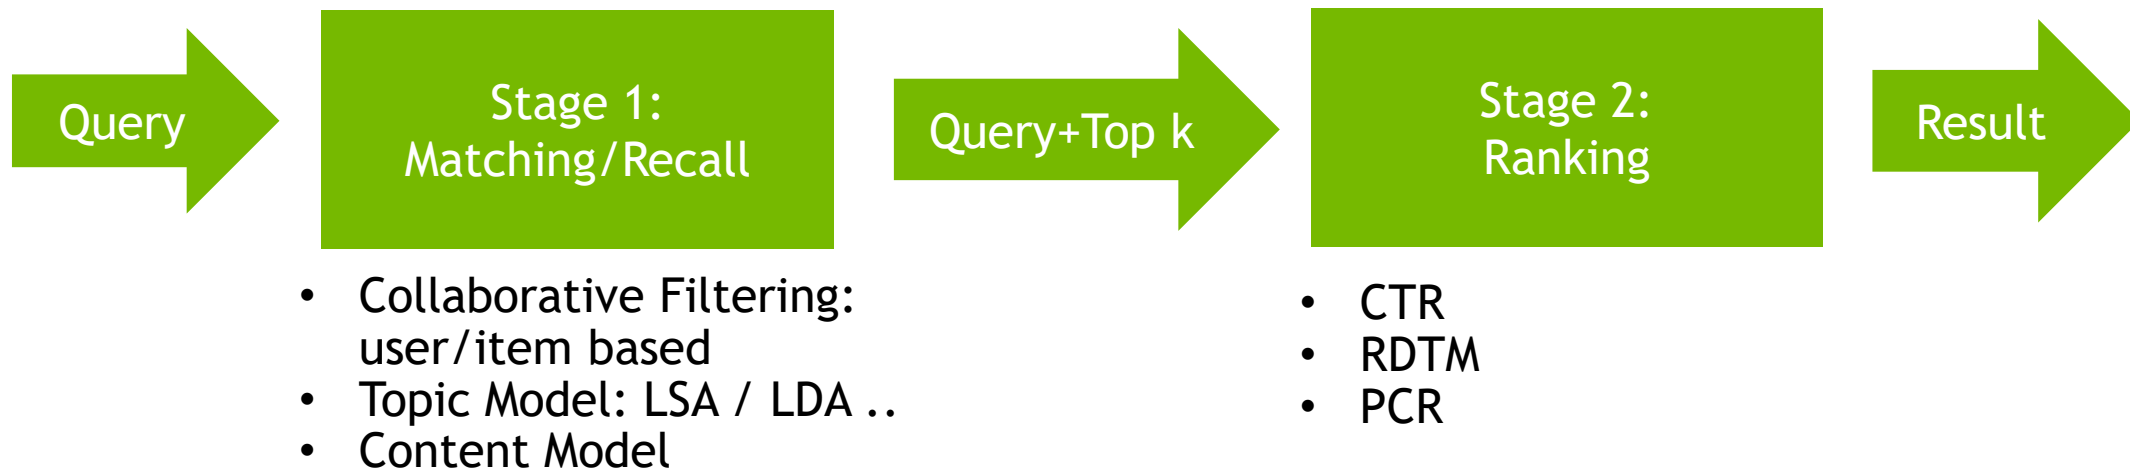 Query
Stage 1:
Matching/Recall
Query+Top k
Stage 2:
Ranking
Result
• Collaborative Filtering:
user/item based
• Topic Model: LSA / LDA ..
• Content Model
• CTR
• RDTM
• PCR